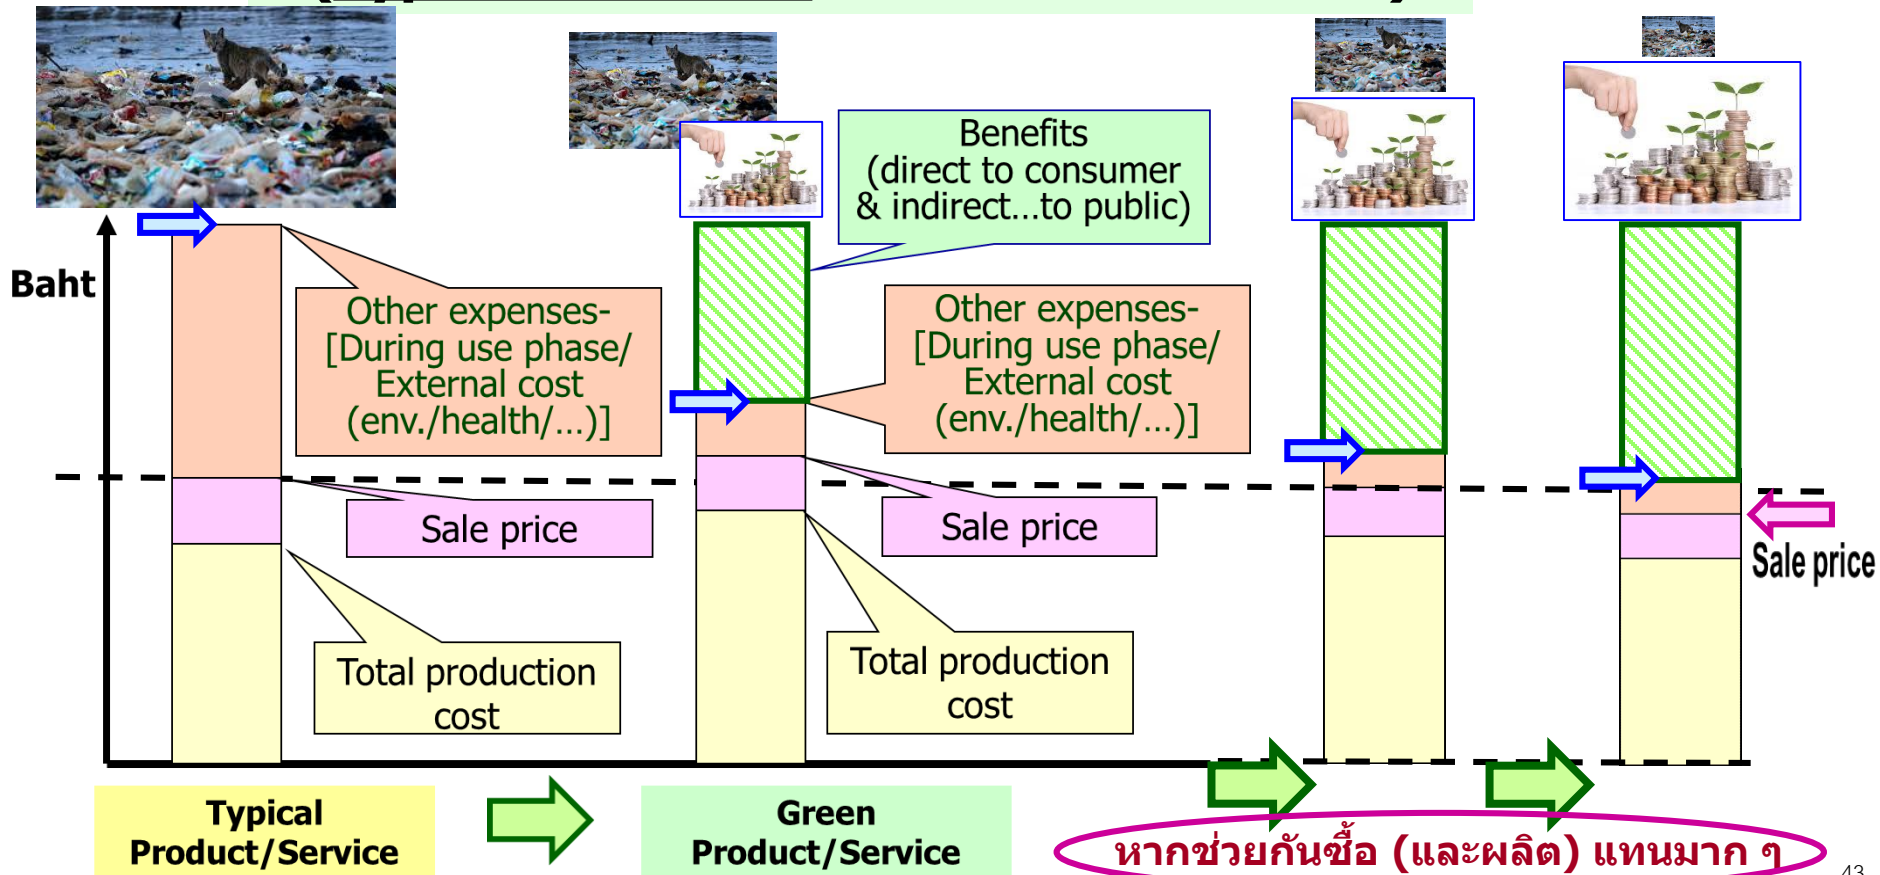 Baht
Benefits
(direct to consumer
& indirect...to public)
Other expenses-
[During use phase/
External cost
(env./health/...)]
Other expenses-
[During use phase/
External cost
(env./health/...)]
Sale price
Sale price
Sale price
Total production
cost
Total production
cost
Typical
Product/Service
Green
Product/Service
หากช่วยกันซื้อ (และผลิต) แทนมาก ๆ
43